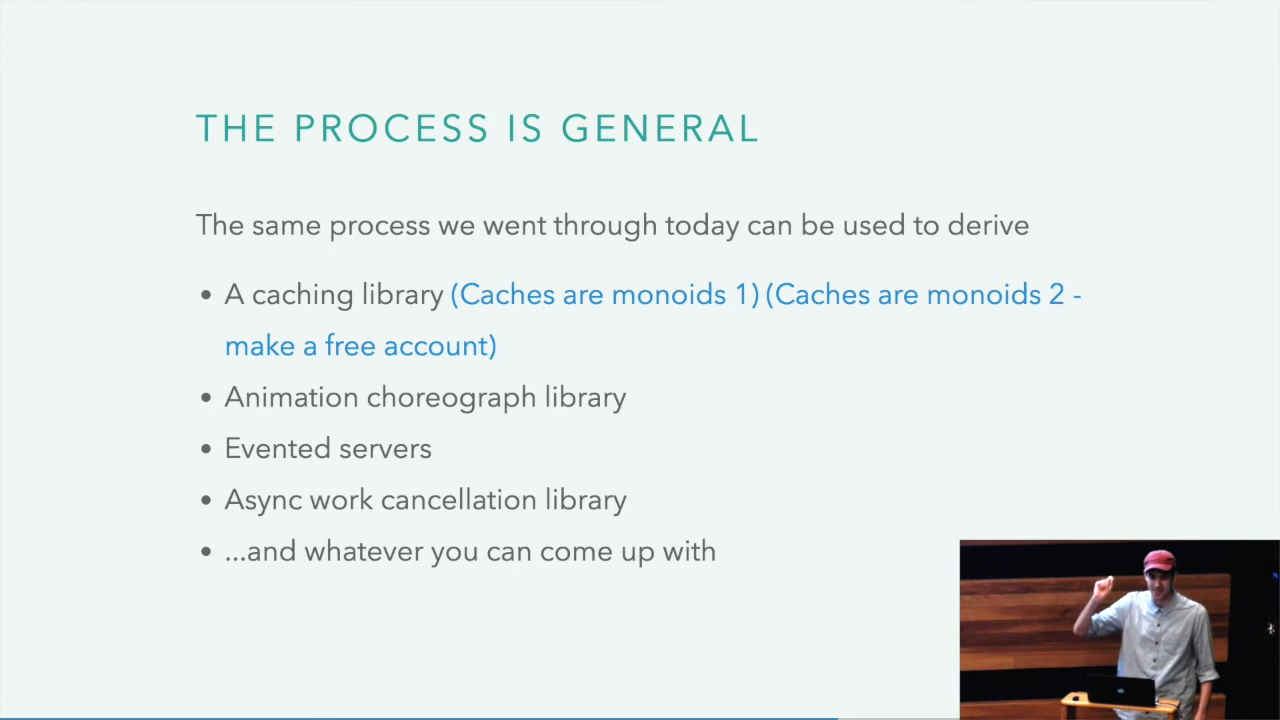 THE PROCESS IS GENERAL
The same process we went through today can be used to derive
• A caching library (Caches are monoids 1) (Caches are monoids 2 -
make a free account)
• Animation choreograph library
• Evented servers
• Async work cancellation library
• ...and whatever you can come up with